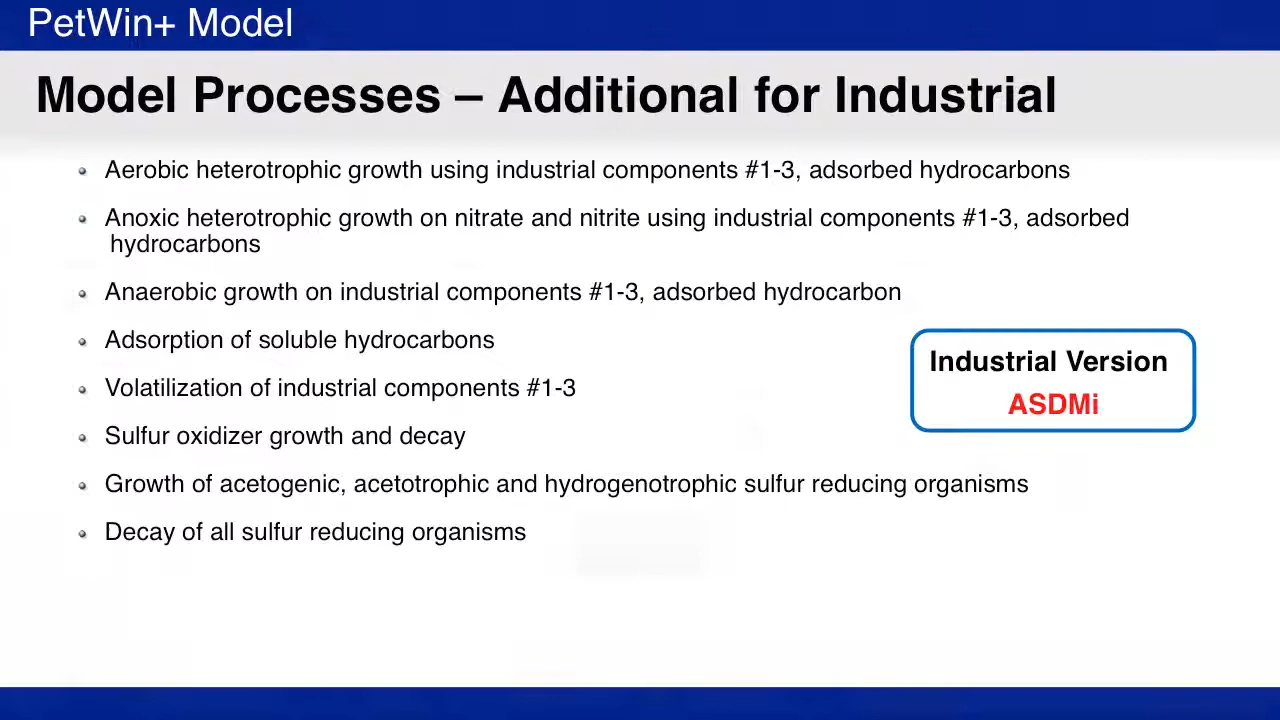 PetWin+ Model
Model Processes – Additional for Industrial
Aerobic heterotrophic growth using industrial components #1-3, adsorbed hydrocarbons
Anoxic heterotrophic growth on nitrate and nitrite using industrial components #1-3, adsorbed
hydrocarbons
Anaerobic growth on industrial components #1-3, adsorbed hydrocarbon
Adsorption of soluble hydrocarbons
Volatilization of industrial components #1-3
Sulfur oxidizer growth and decay
Growth of acetogenic, acetotrophic and hydrogenotrophic sulfur reducing organisms
Decay of all sulfur reducing organisms
Industrial Version
ASDMi